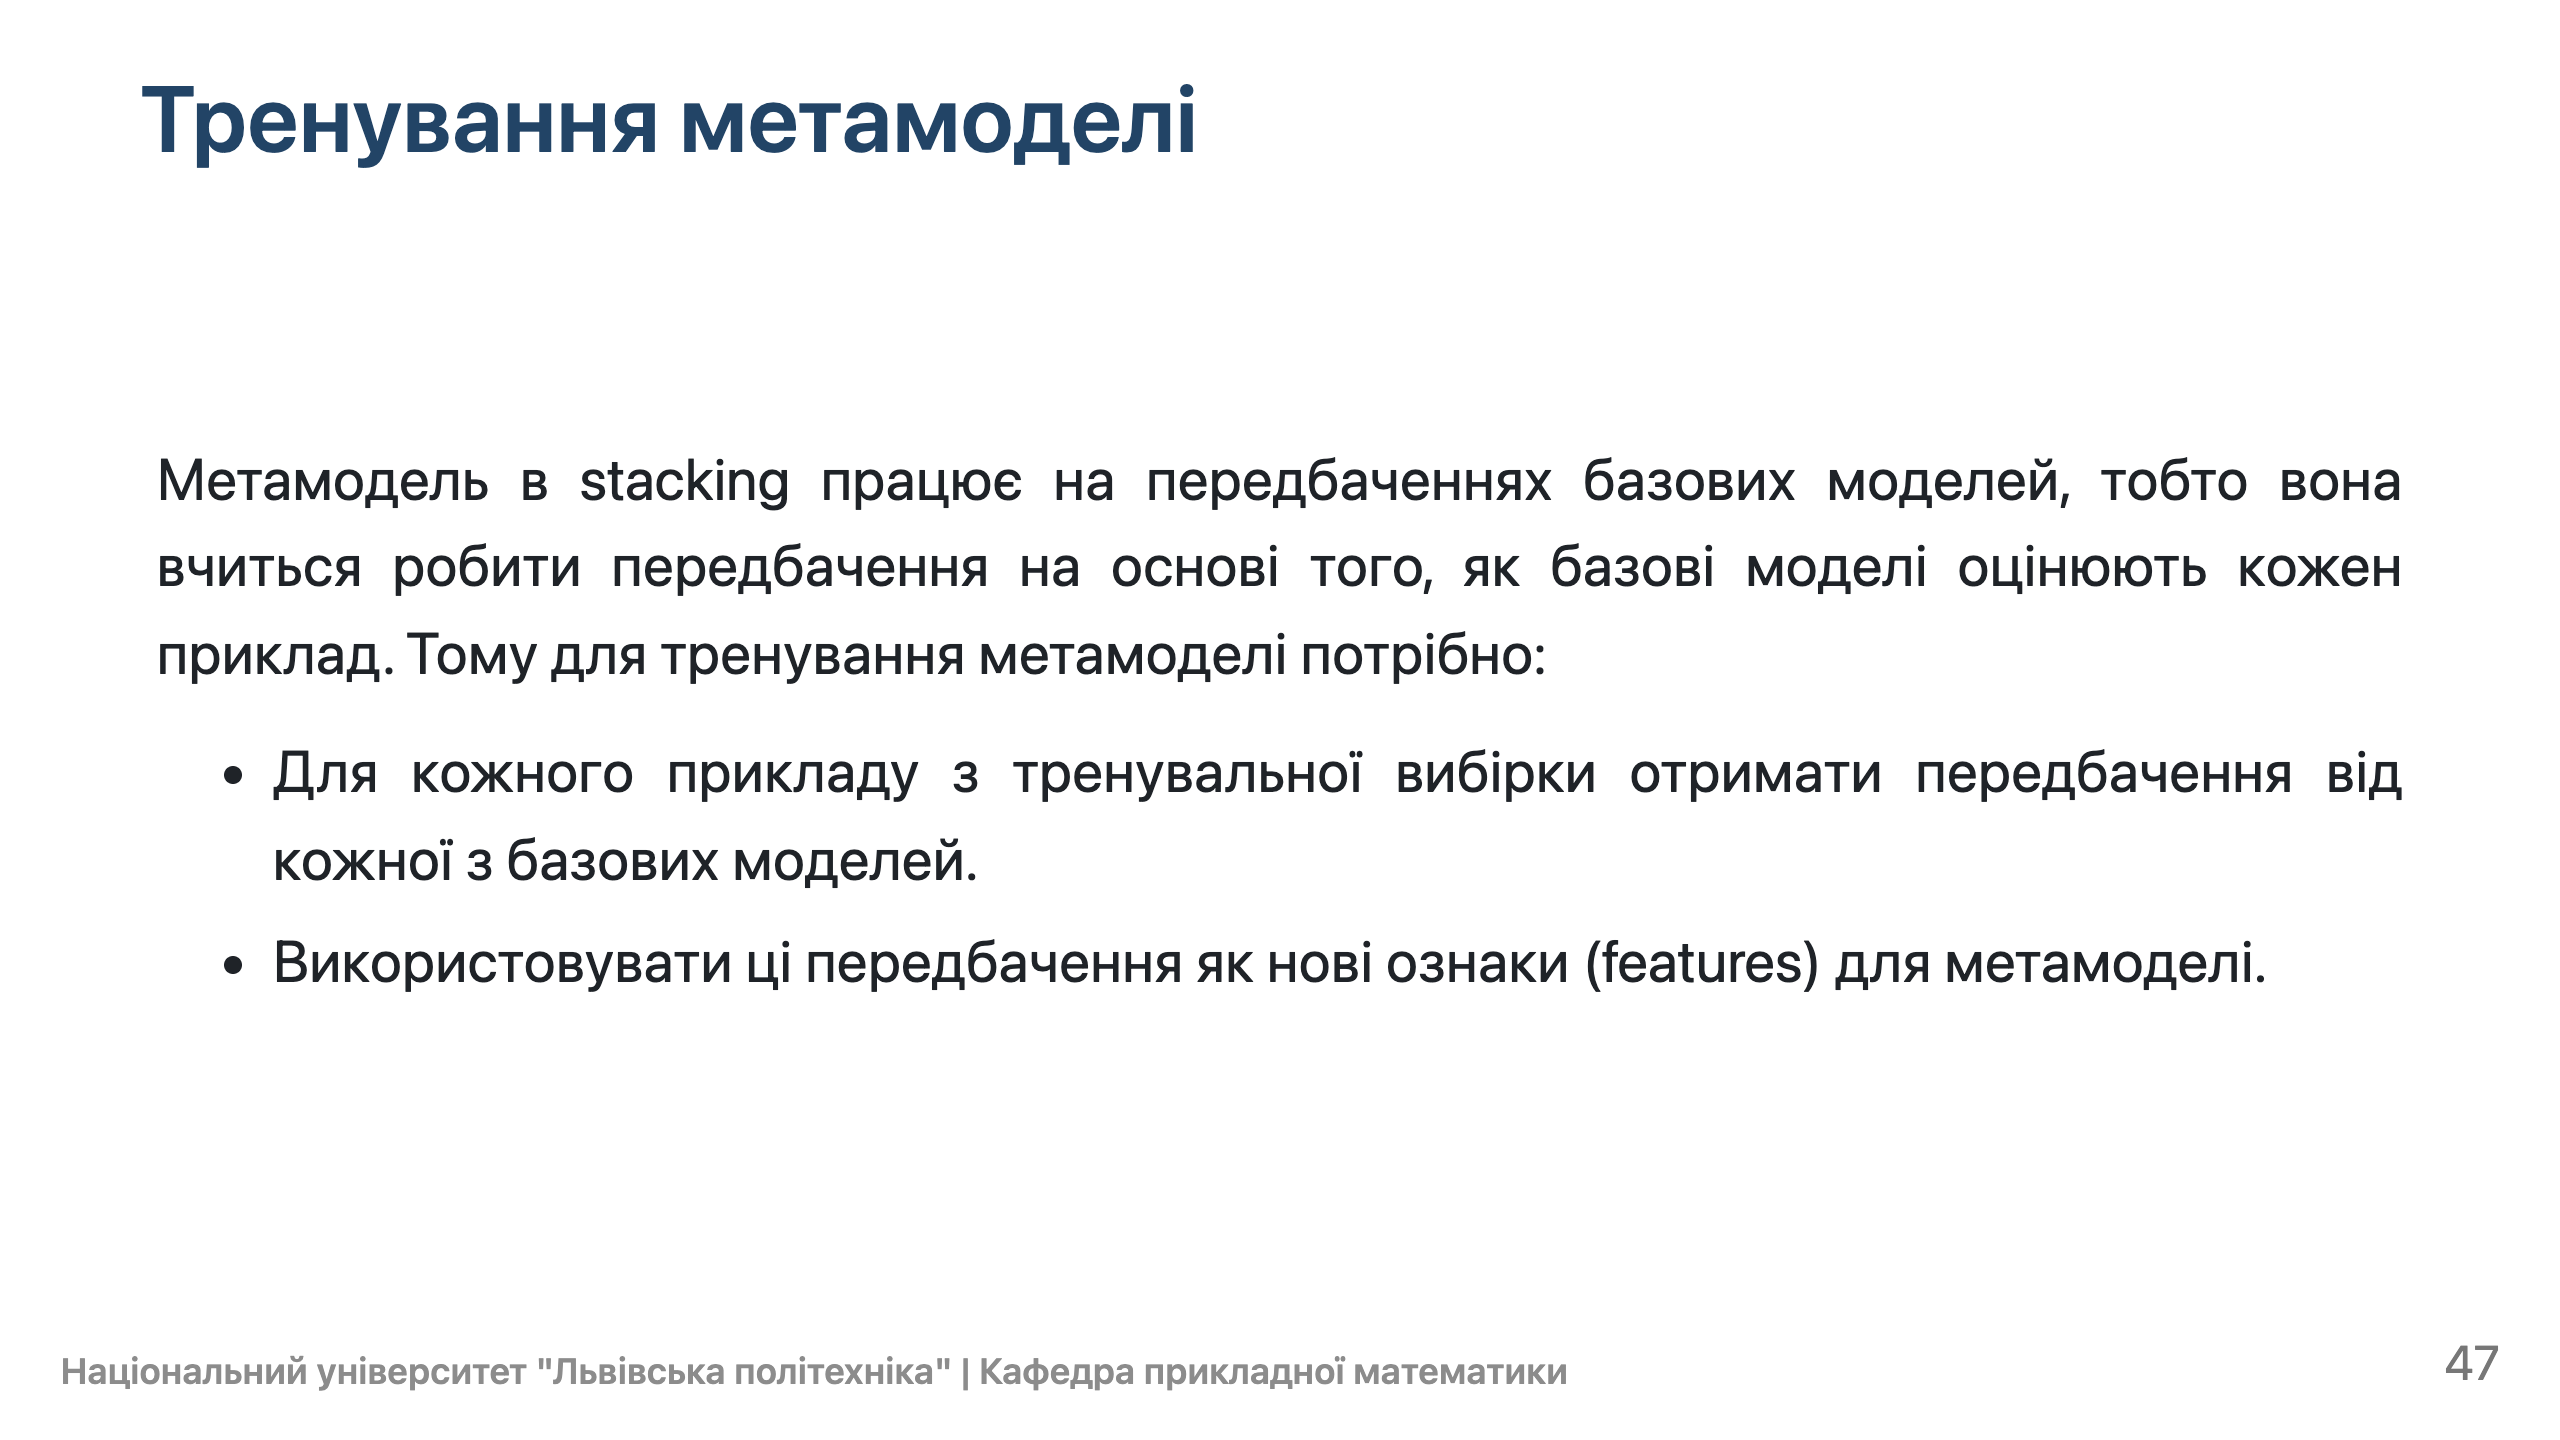 Тренування метамоделі
Метамодель в stacking працює на передбаченнях базових моделей, тобто вона
вчиться робити передбачення на основі того, як базові моделі оцінюють кожен
приклад. Тому для тренування метамоделі потрібно:
• Для кожного прикладу з тренувальної вибірки отримати передбачення від
кожної з базових моделей.
• Використовувати ці передбачення як нові ознаки (features) для метамоделі.
Національний університет "Львівська політехніка" | Кафедра прикладної математики
47